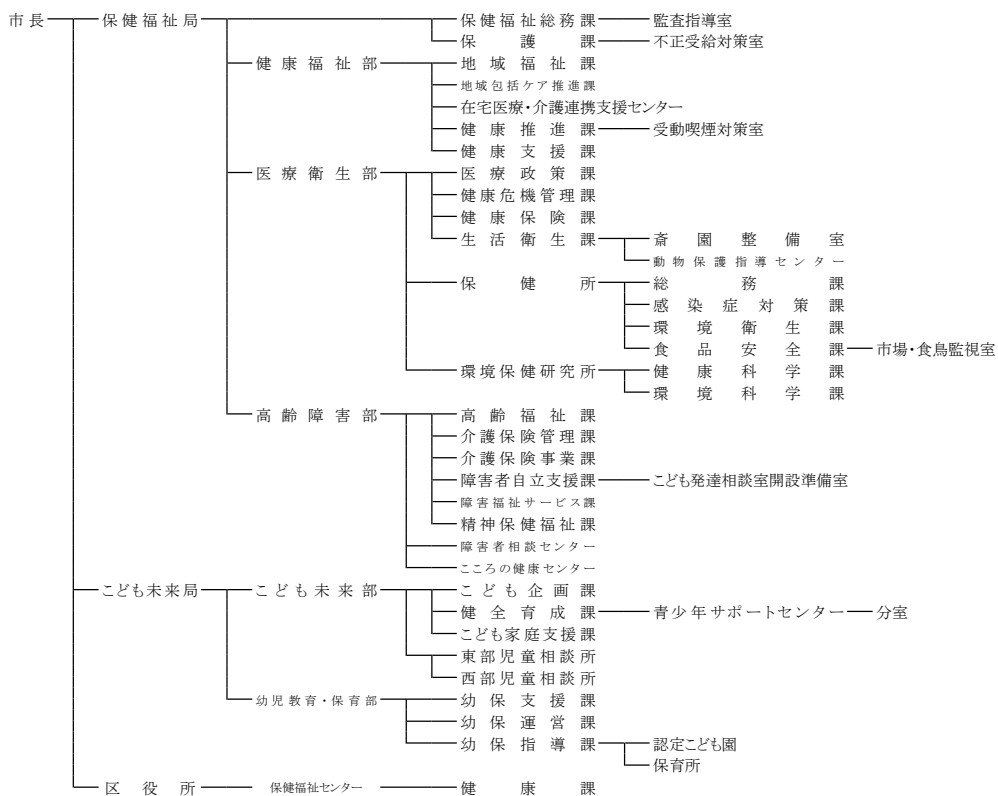 市長 保健福祉局 保健福祉総務課 監査指導室
保護課 不正受給対策室
健康福祉部 地域福祉課
地域包括ケア推進課
在宅医療・介護連携支援センター
健康推進課 受動喫煙対策室
健康支援課
医療衛生部 医療政策課
健康危機管理課
健康保険課
生活衛生課 斎園整備室
動物保護指導センター
保健所 総務課
感染症対策課
環境衛生課
食品安全課 市場・食鳥監視室
環境保健研究所 健康科学課
環境科学課
高齢障害部 高齢福祉課
介護保険管理課
介護保険事業課
障害者自立支援課 こども発達相談室開設準備室
障害福祉サービス課
精神保健福祉課
障害者相談センター
こころの健康センター
こども未来局 こども未来部 こども企画課
健全育成課 青少年サポートセンター 分室
こども家庭支援課
東部児童相談所
西部児童相談所
幼児教育・保育部 幼保支援課
幼保運営課
幼保指導課 認定こども園
保育所
区役所 保健福祉センター 健康課